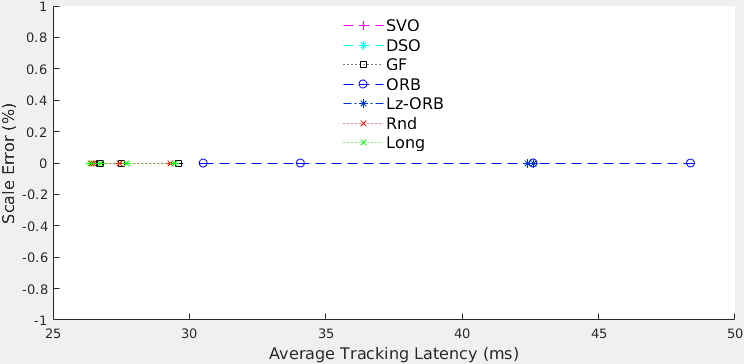 1
0.8
0.6
0.4
0.2
0
-0.2
-0.4
-0.6
-0.8
-1
Scale Error (%)
SVO
DSO
GF
ORB
Lz-ORB
Rnd
Long
25 30 35 40 45 50
Average Tracking Latency (ms)